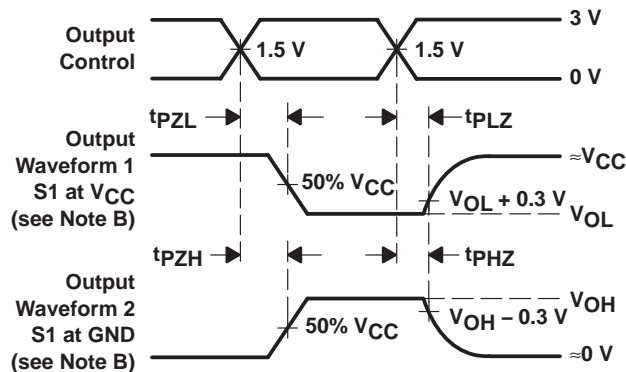 Output
Control
1.5 V
1.5 V
3 V
0 V
tPZL
tPLZ
Output
Waveform 1
S1 at VCC
(see Note B)
50% VCC
≈VCC
VOL + 0.3 V
VOL
tPZH
tPHZ
Output
Waveform 2
S1 at GND
(see Note B)
50% VCC
VOH
VOH − 0.3 V
≈0 V